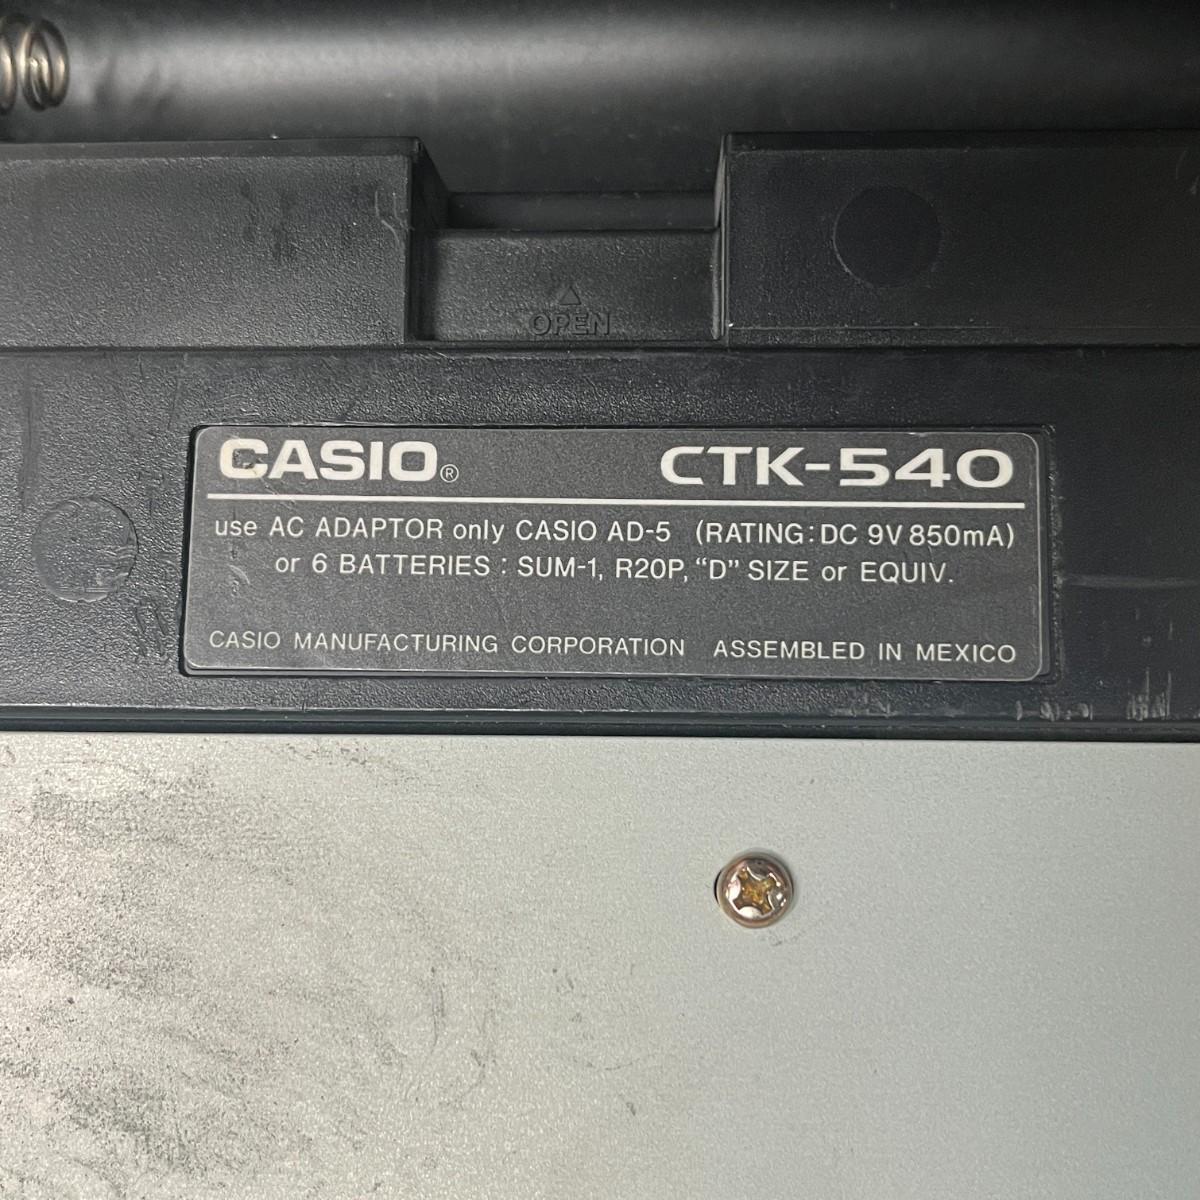 OPEN
CASIO® CTK-540
use AC ADAPTOR only CASIO AD-5 (RATING:DC 9V 850mA)
or 6 BATTERIES : SUM-1, R20P, “D” SIZE or EQUIV.
CASIO MANUFACTURING CORPORATION ASSEMBLED IN MEXICO